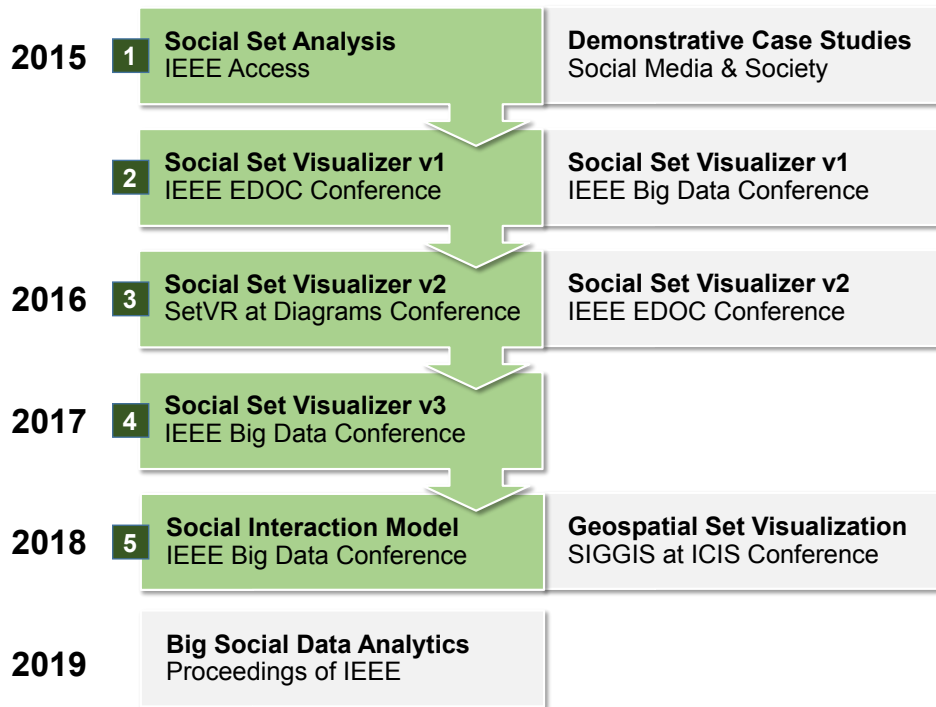 2015
1
Social Set Analysis
IEEE Access
Demonstrative Case Studies
Social Media & Society
2
Social Set Visualizer v1
IEEE EDOC Conference
Social Set Visualizer v1
IEEE Big Data Conference
2016
3
Social Set Visualizer v2
SetVR at Diagrams Conference
Social Set Visualizer v2
IEEE EDOC Conference
2017
4
Social Set Visualizer v3
IEEE Big Data Conference
2018
5
Social Interaction Model
IEEE Big Data Conference
Geospatial Set Visualization
SIGGIS at ICIS Conference
2019
Big Social Data Analytics
Proceedings of IEEE